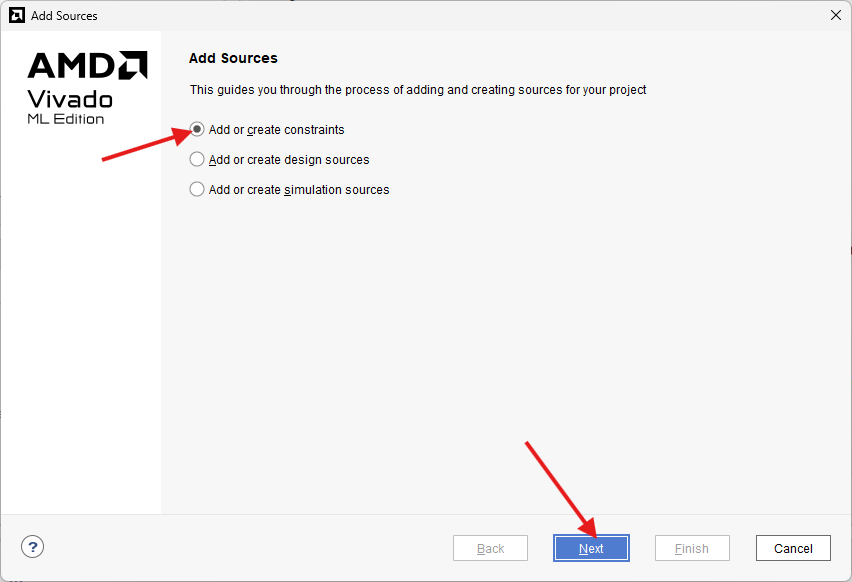 Add Sources
AMD
Vivado
ML Edition
Add Sources
This guides you through the process of adding and creating sources for your project
Add or create constraints
Add or create design sources
Add or create simulation sources
?
Back
Next
Finish
Cancel